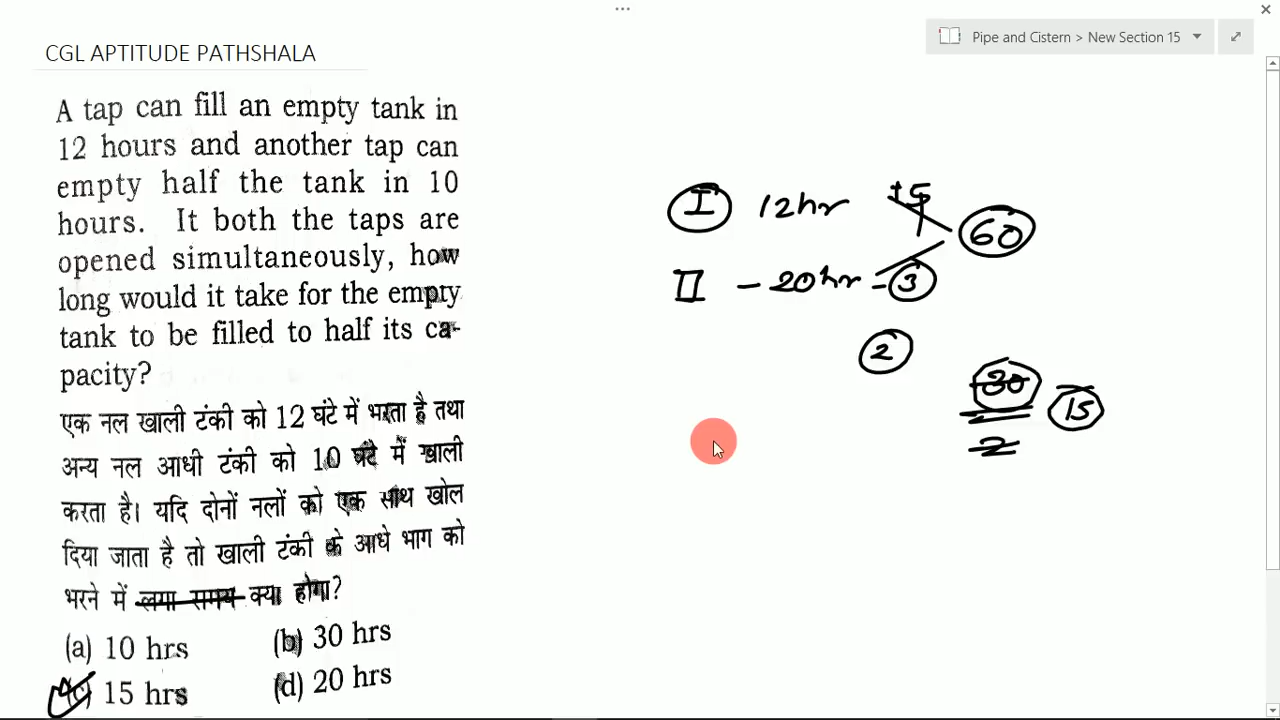 Pipe and Cistern > New Section 15
CGL APTITUDE PATHSHALA
A tap can fill an empty tank in
12 hours and another tap can
empty half the tank in 10
hours. It both the taps are
opened simultaneously, how
long would it take for the empty
tank to be filled to half its ca-
pacity?
एक नल खाली टंकी को 12 घंटे में भरता है तथा
अन्य नल आधी टंकी को 10 घंटे में खाली
करता है। यदि दोनों नलों को एक साथ खोल
दिया जाता है तो खाली टंकी के आधे भाग को
भरने में लगा समय क्या होगा?
(a) 10 hrs (b) 30 hrs
(c) 15 hrs (d) 20 hrs
I 12hr +5
60
II - 20hr - 3
2
30
2
15